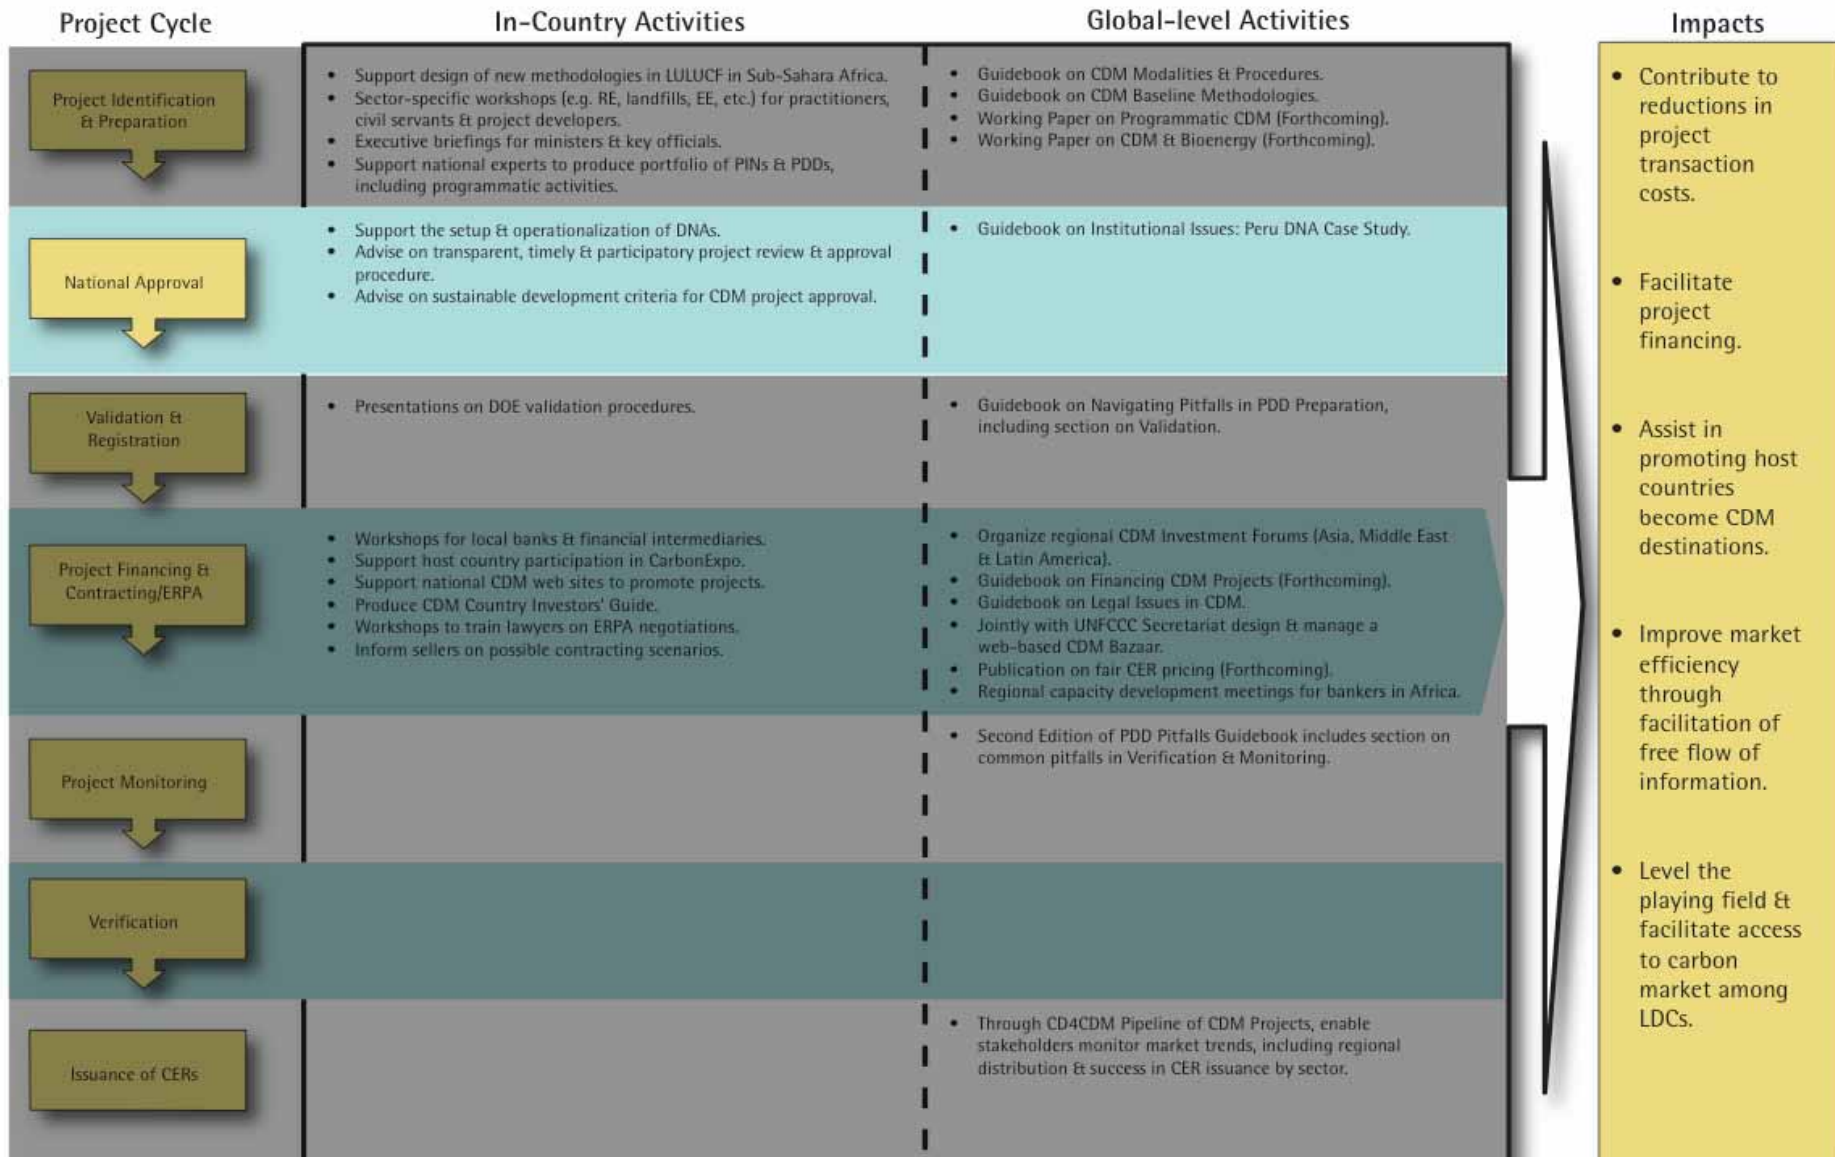 Project Cycle
In-Country Activities
Global-level Activities
Impacts
Project Identification
& Preparation
• Support design of new methodologies in LULUCF in Sub-Sahara Africa.
• Sector-specific workshops (e.g. RE, landfills, EE, etc.) for practitioners,
civil servants & project developers.
• Executive briefings for ministers & key officials.
• Support national experts to produce portfolio of PINs & PDDs,
including programmatic activities.
• Guidebook on CDM Modalities & Procedures.
• Guidebook on CDM Baseline Methodologies.
• Working Paper on Programmatic CDM (Forthcoming).
• Working Paper on CDM & Bioenergy (Forthcoming).
National Approval
• Support the setup & operationalization of DNAs.
• Advise on transparent, timely & participatory project review & approval
procedure.
• Advise on sustainable development criteria for CDM project approval.
• Guidebook on Institutional Issues: Peru DNA Case Study.
Validation &
Registration
• Presentations on DOE validation procedures.
• Guidebook on Navigating Pitfalls in PDD Preparation,
including section on Validation.
Project Financing &
Contracting/ERPA
• Workshops for local banks & financial intermediaries.
• Support host country participation in CarbonExpo.
• Support national CDM web sites to promote projects.
• Produce CDM Country Investors' Guide.
• Workshops to train lawyers on ERPA negotiations.
• Inform sellers on possible contracting scenarios.
• Organize regional CDM Investment Forums (Asia, Middle East
& Latin America).
• Guidebook on Financing CDM Projects (Forthcoming).
• Guidebook on Legal Issues in CDM.
• Jointly with UNFCCC Secretariat design & manage a
web-based CDM Bazaar.
• Publication on fair CER pricing (Forthcoming).
• Regional capacity development meetings for bankers in Africa.
Project Monitoring
• Second Edition of PDD Pitfalls Guidebook includes section on
common pitfalls in Verification & Monitoring.
Verification
Issuance of CERs
• Through CD4CDM Pipeline of CDM Projects, enable
stakeholders monitor market trends, including regional
distribution & success in CER issuance by sector.
• Contribute to
reductions in
project
transaction
costs.
• Facilitate
project
financing.
• Assist in
promoting host
countries
become CDM
destinations.
• Improve market
efficiency
through
facilitation of
free flow of
information.
• Level the
playing field &
facilitate access
to carbon
market among
LDCs.